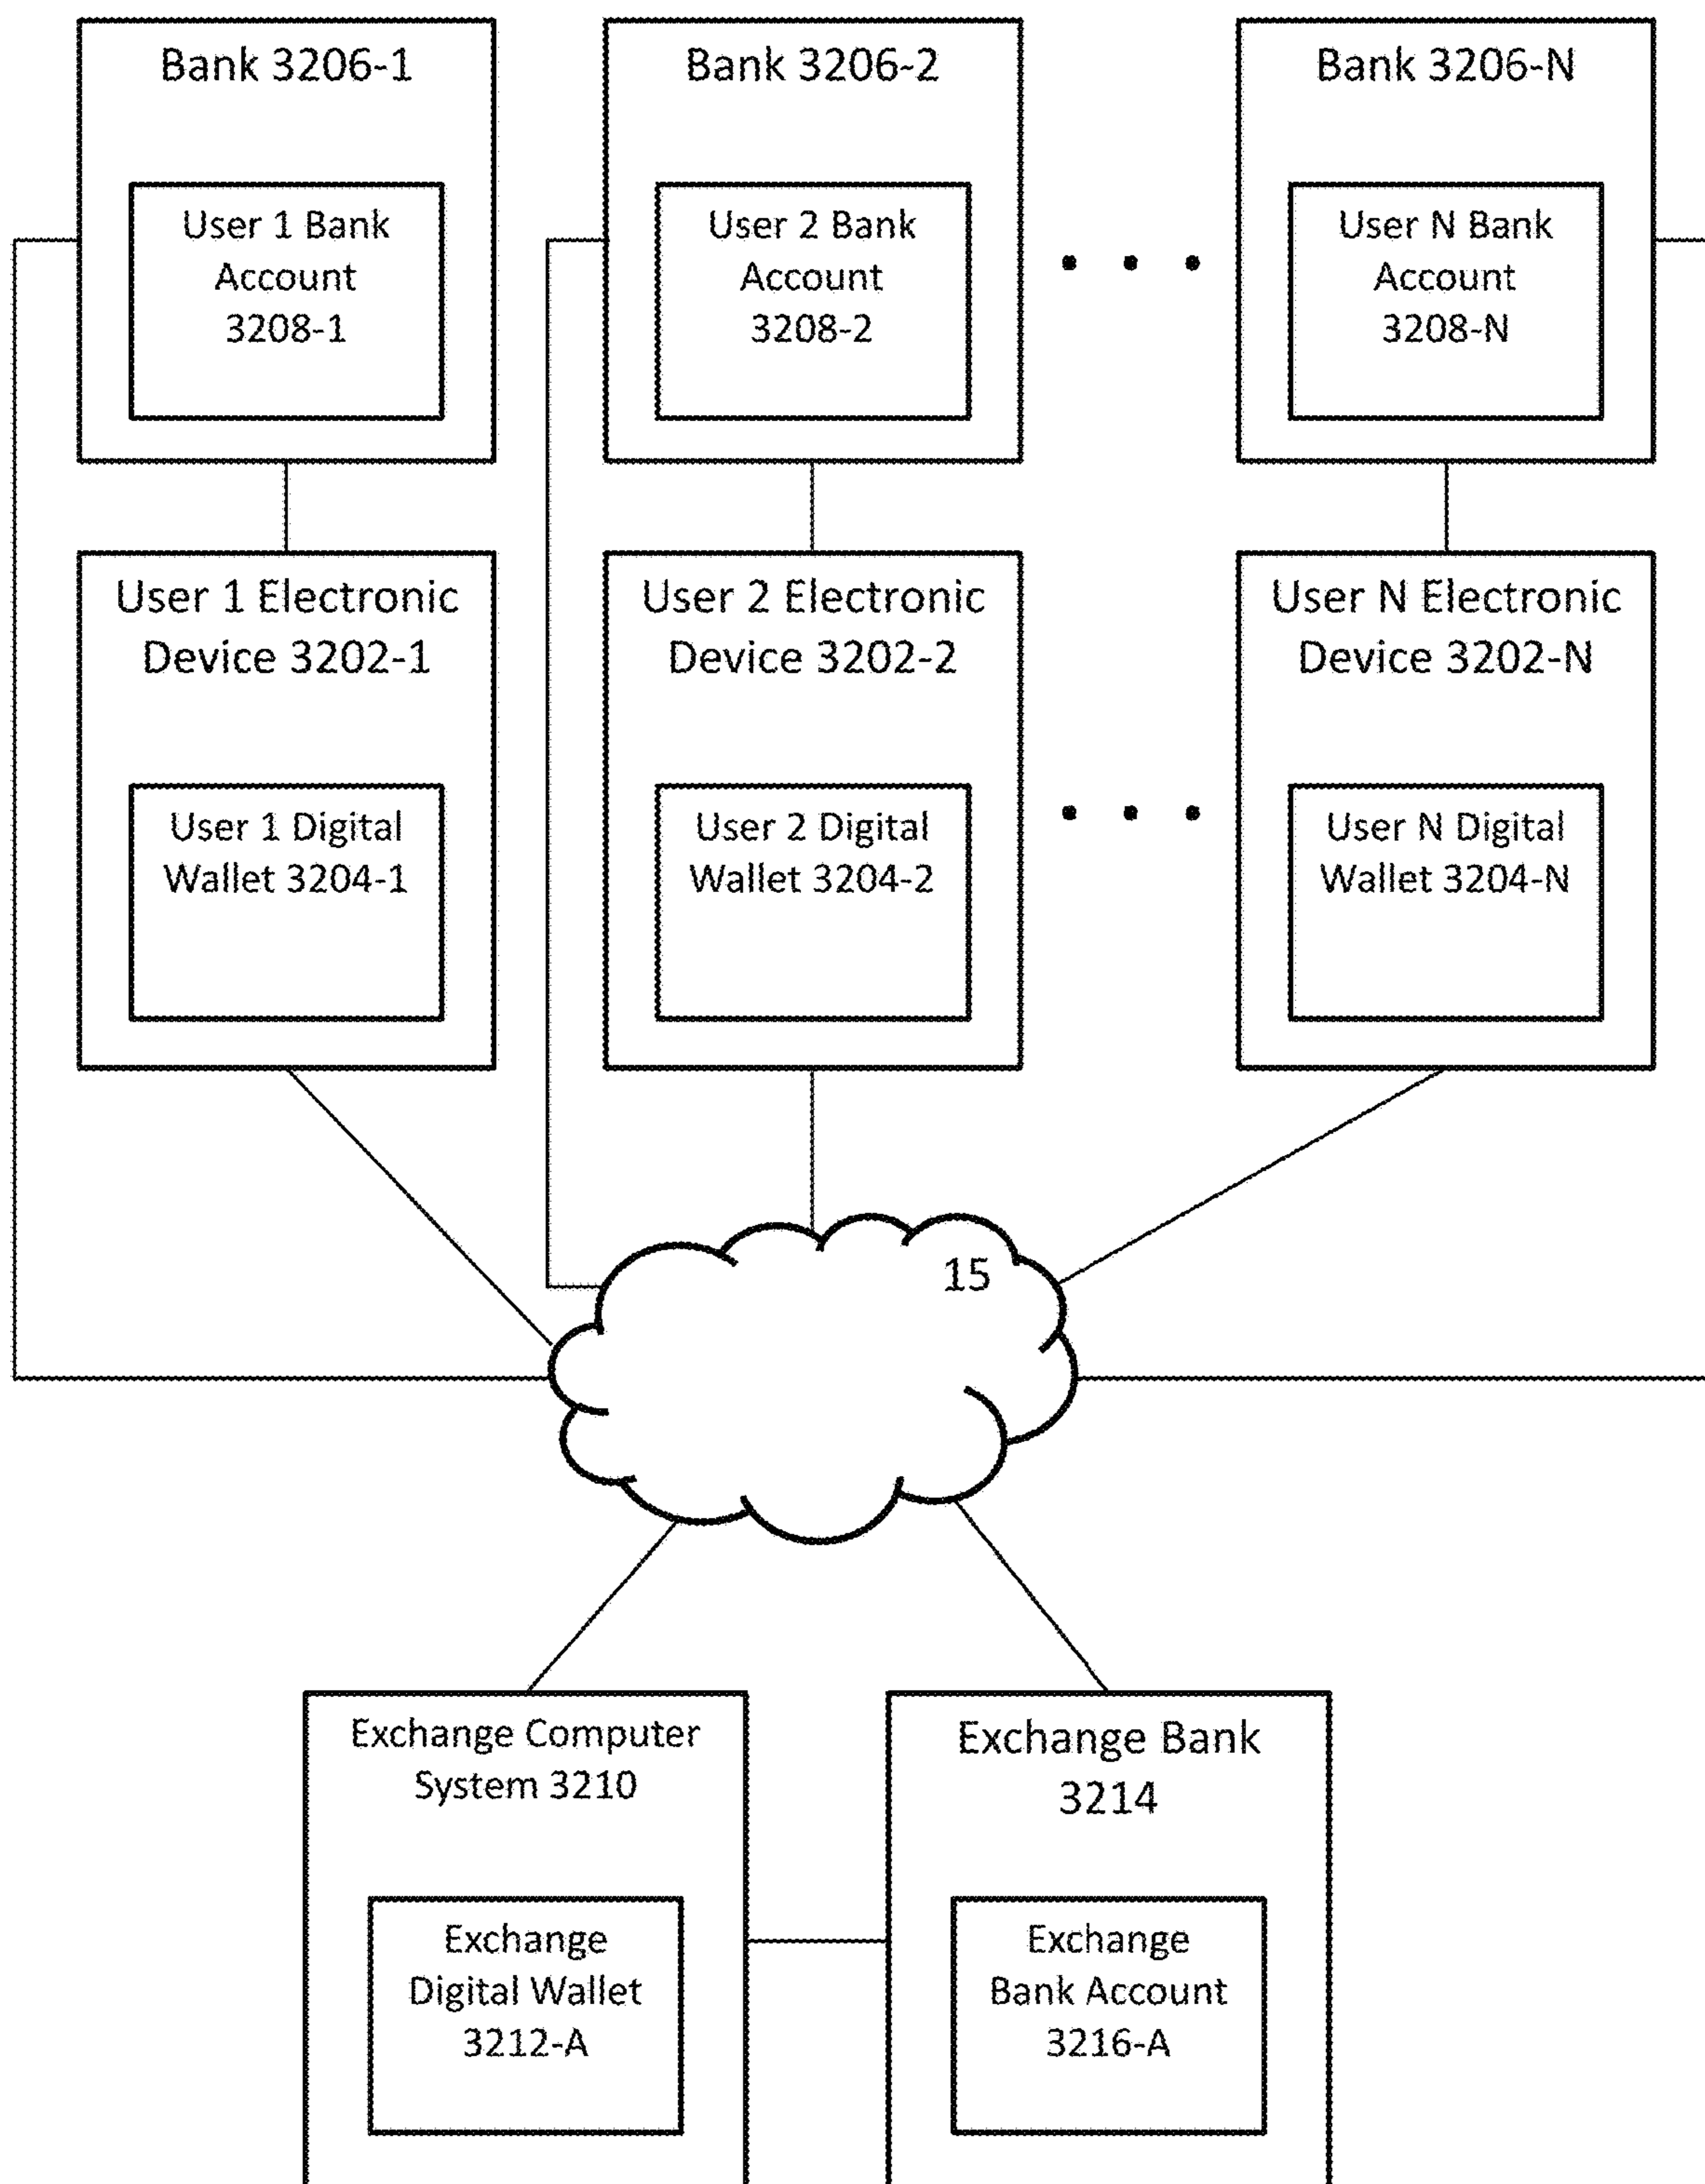 Bank 3206-1
Bank 3206-2
Bank 3206-N
User 1 Bank
Account
3208-1
User 2 Bank
Account
3208-2
User N Bank
Account
3208-N
User 1 Electronic
Device 3202-1
User 2 Electronic
Device 3202-2
User N Electronic
Device 3202-N
User 1 Digital
Wallet 3204-1
User 2 Digital
Wallet 3204-2
User N Digital
Wallet 3204-N
15
Exchange Computer
System 3210
Exchange Bank
3214
Exchange
Digital Wallet
3212-A
Exchange
Bank Account
3216-A